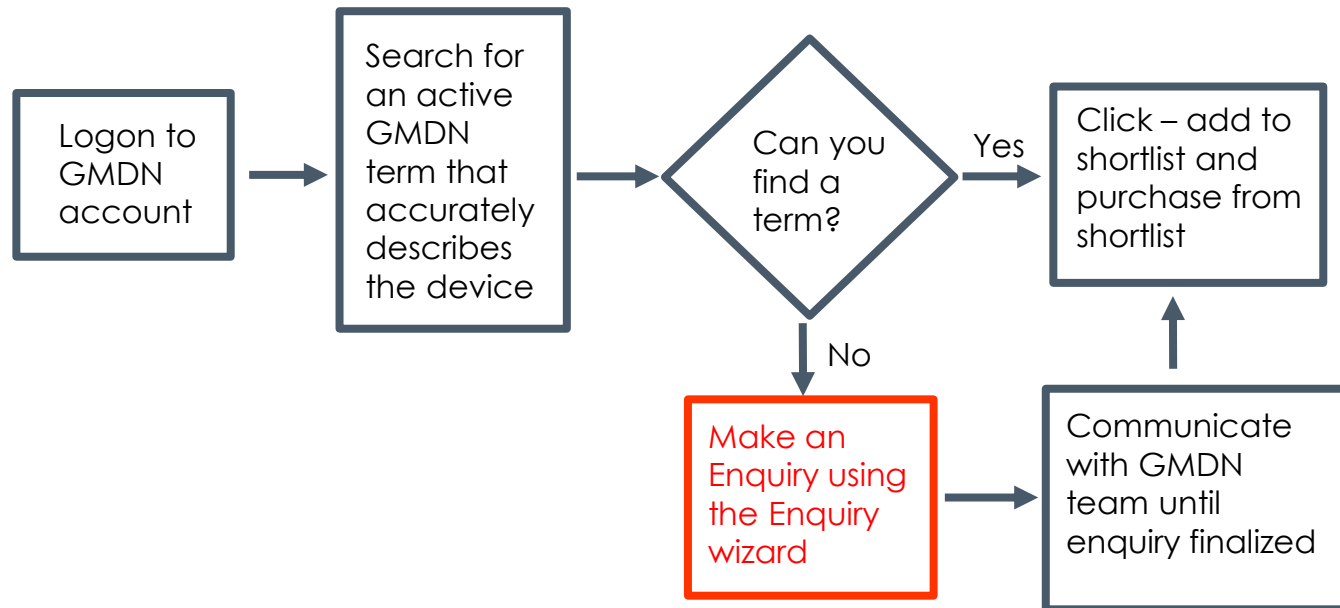 Logon to
GMDN
account
Search for
an active
GMDN
term that
accurately
describes
the device
Can you
find a
term?
Yes
Click – add to
shortlist and
purchase from
shortlist
No
Make an
Enquiry using
the Enquiry
wizard
Communicate
with GMDN
team until
enquiry finalized